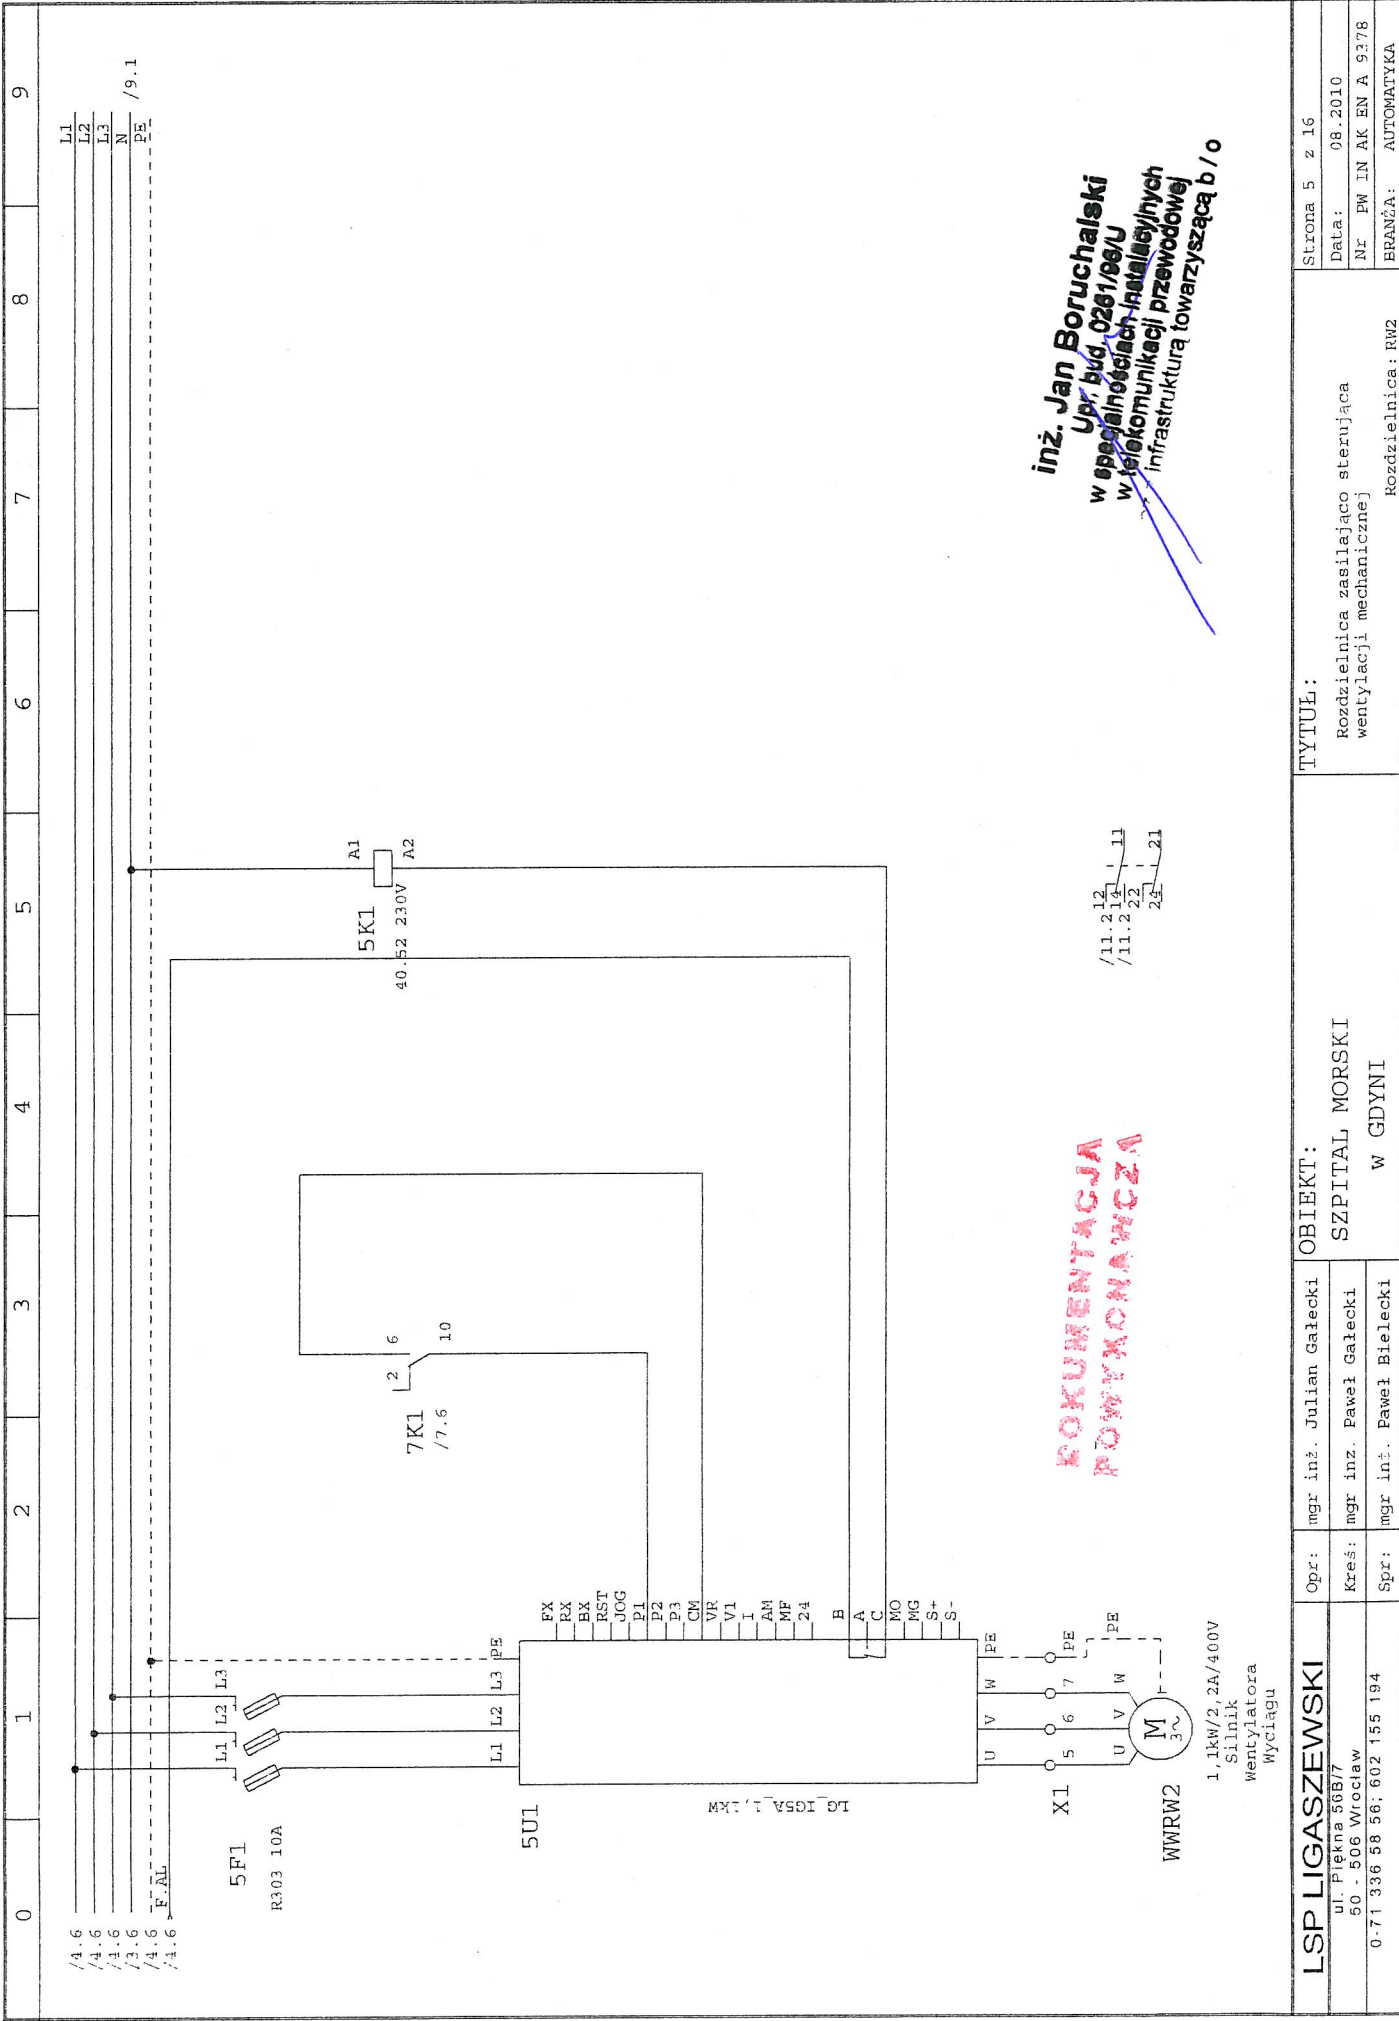 0 1 2 3 4 5 6 7 8 9
/4.6 L1
/4.6 L2
/4.6 L3
/3.6 N /9.1
/4.6 PE
/4.6 F.AL
5F1
R303 10A
L1 L2 L3
7K1
/7.6
2 6
10
5K1
40.52 230V
A1
A2
5U1
L1 L2 L3 PE
LG_IG5A_1,1kW
FX
RX
BX
RST
JOG
P1
P2
P3
CM
VR
V1
I
AM
MF
24
B
A
C
MO
MG
S+
S-
U V W PE
X1
5 6 7 PE
U V W PE
WWRW2
M
3~
1,1kW/2,2A/400V
Silnik
Wentylatora
Wyciągu
/11.2 12
/11.2 14 11
22
24 21
DOKUMENTACJA
POWYKONAWCZA
inż. Jan Boruchalski
Upr. bud. 0261/96/U
w specjalnościach instalacyjnych
w telekomunikacji przewodowej
infrastrukturą towarzyszącą b/o
LSP LIGASZEWSKI
ul. Piękna 56B/7
50 - 506 Wrocław
0-71 336 58 56; 602 155 194
Opr: mgr inż. Julian Gałecki
Kreś: mgr inz. Paweł Gałecki
Spr: mgr inż. Paweł Bielecki
OBIEKT:
SZPITAL MORSKI
W GDYNI
TYTUŁ:
Rozdzielnica zasilająco sterująca
wentylacji mechanicznej
Rozdzielnica: RW2
Strona 5 z 16
Data: 08.2010
Nr PW IN AK EN A 9378
BRANŻA: AUTOMATYKA